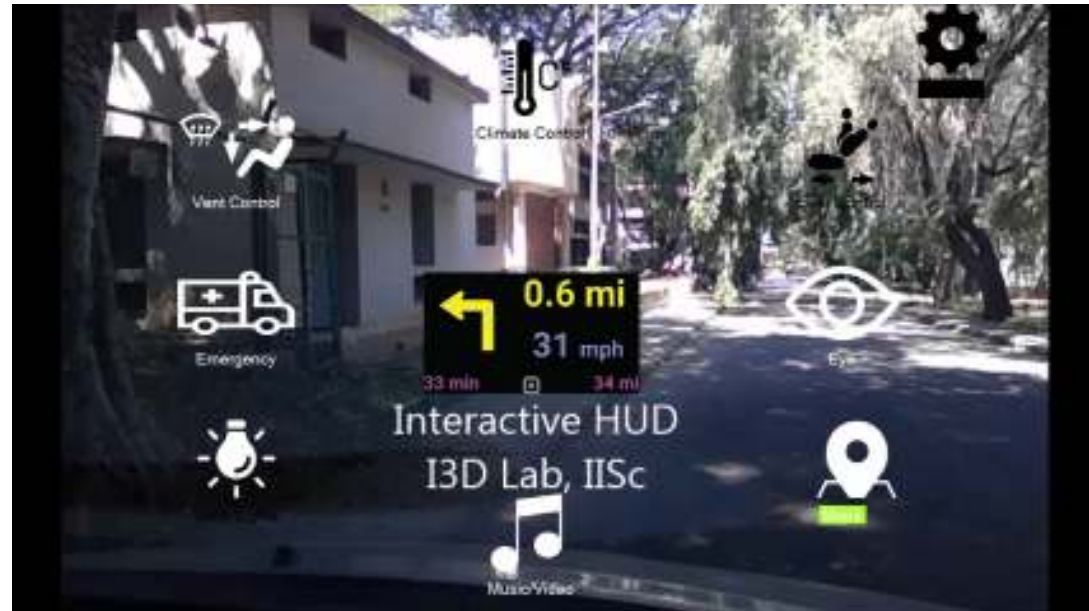 C°
Climate Control
Vent Control
0.6 mi
31 mph
33 min
34 mi
Emergency
Eye
Interactive HUD
I3D Lab, IISc
Music/Video